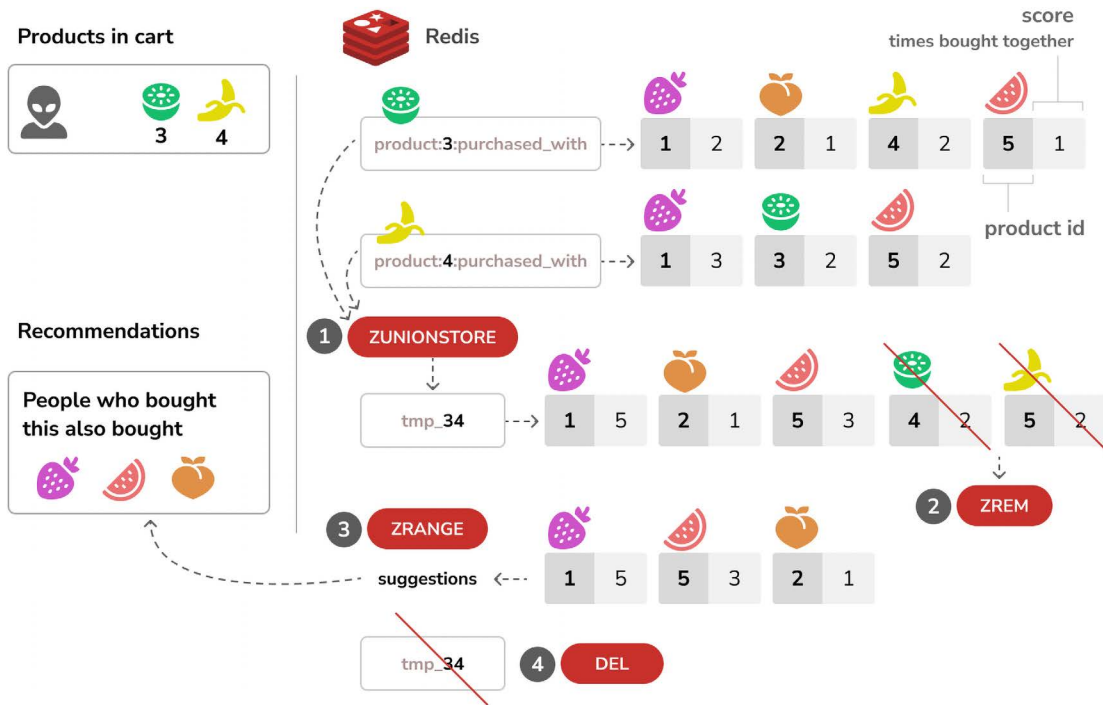 Products in cart
3 4
Redis
score
times bought together
product:3:purchased_with
1 2 2 1 4 2 5 1
product id
product:4:purchased_with
1 3 3 2 5 2
Recommendations
People who bought
this also bought
1 ZUNIONSTORE
tmp_34
1 5 2 1 5 3 4 2 5 2
2 ZREM
3 ZRANGE
suggestions
1 5 5 3 2 1
tmp_34
4 DEL